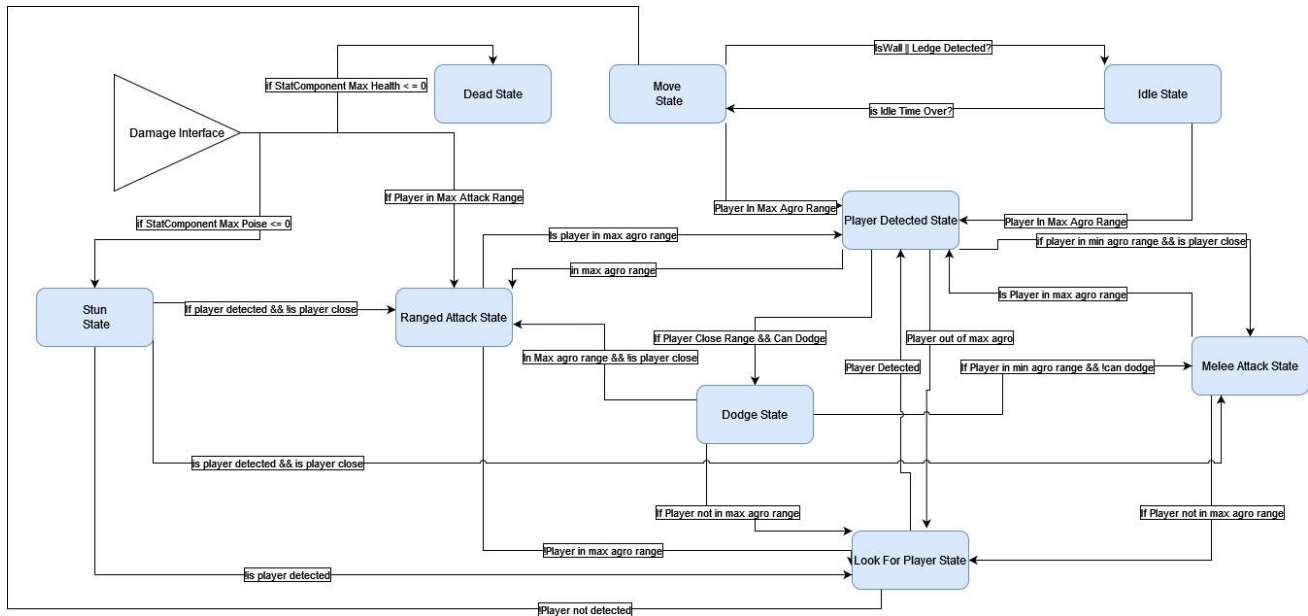 IsWall || Ledge Detected?
Dead State
if StatComponent Max Health < = 0
Move
State
Idle State
is Idle Time Over?
Damage Interface
If Player in Max Attack Range
Player In Max Agro Range
Player Detected State
Player In Max Agro Range
if StatComponent Max Poise <= 0
Is player in max agro range
if player in min agro range && is player close
in max agro range
Is Player in max agro range
Stun
State
If player detected && !is player close
Ranged Attack State
If Player Close Range && Can Dodge
Player out of max agro
In Max agro range && !is player close
Player Detected
If Player in min agro range && !can dodge
Melee Attack State
Dodge State
is player detected && is player close
If Player not in max agro range
If Player not in max agro range
!Player in max agro range
Look For Player State
!is player detected
!Player not detected